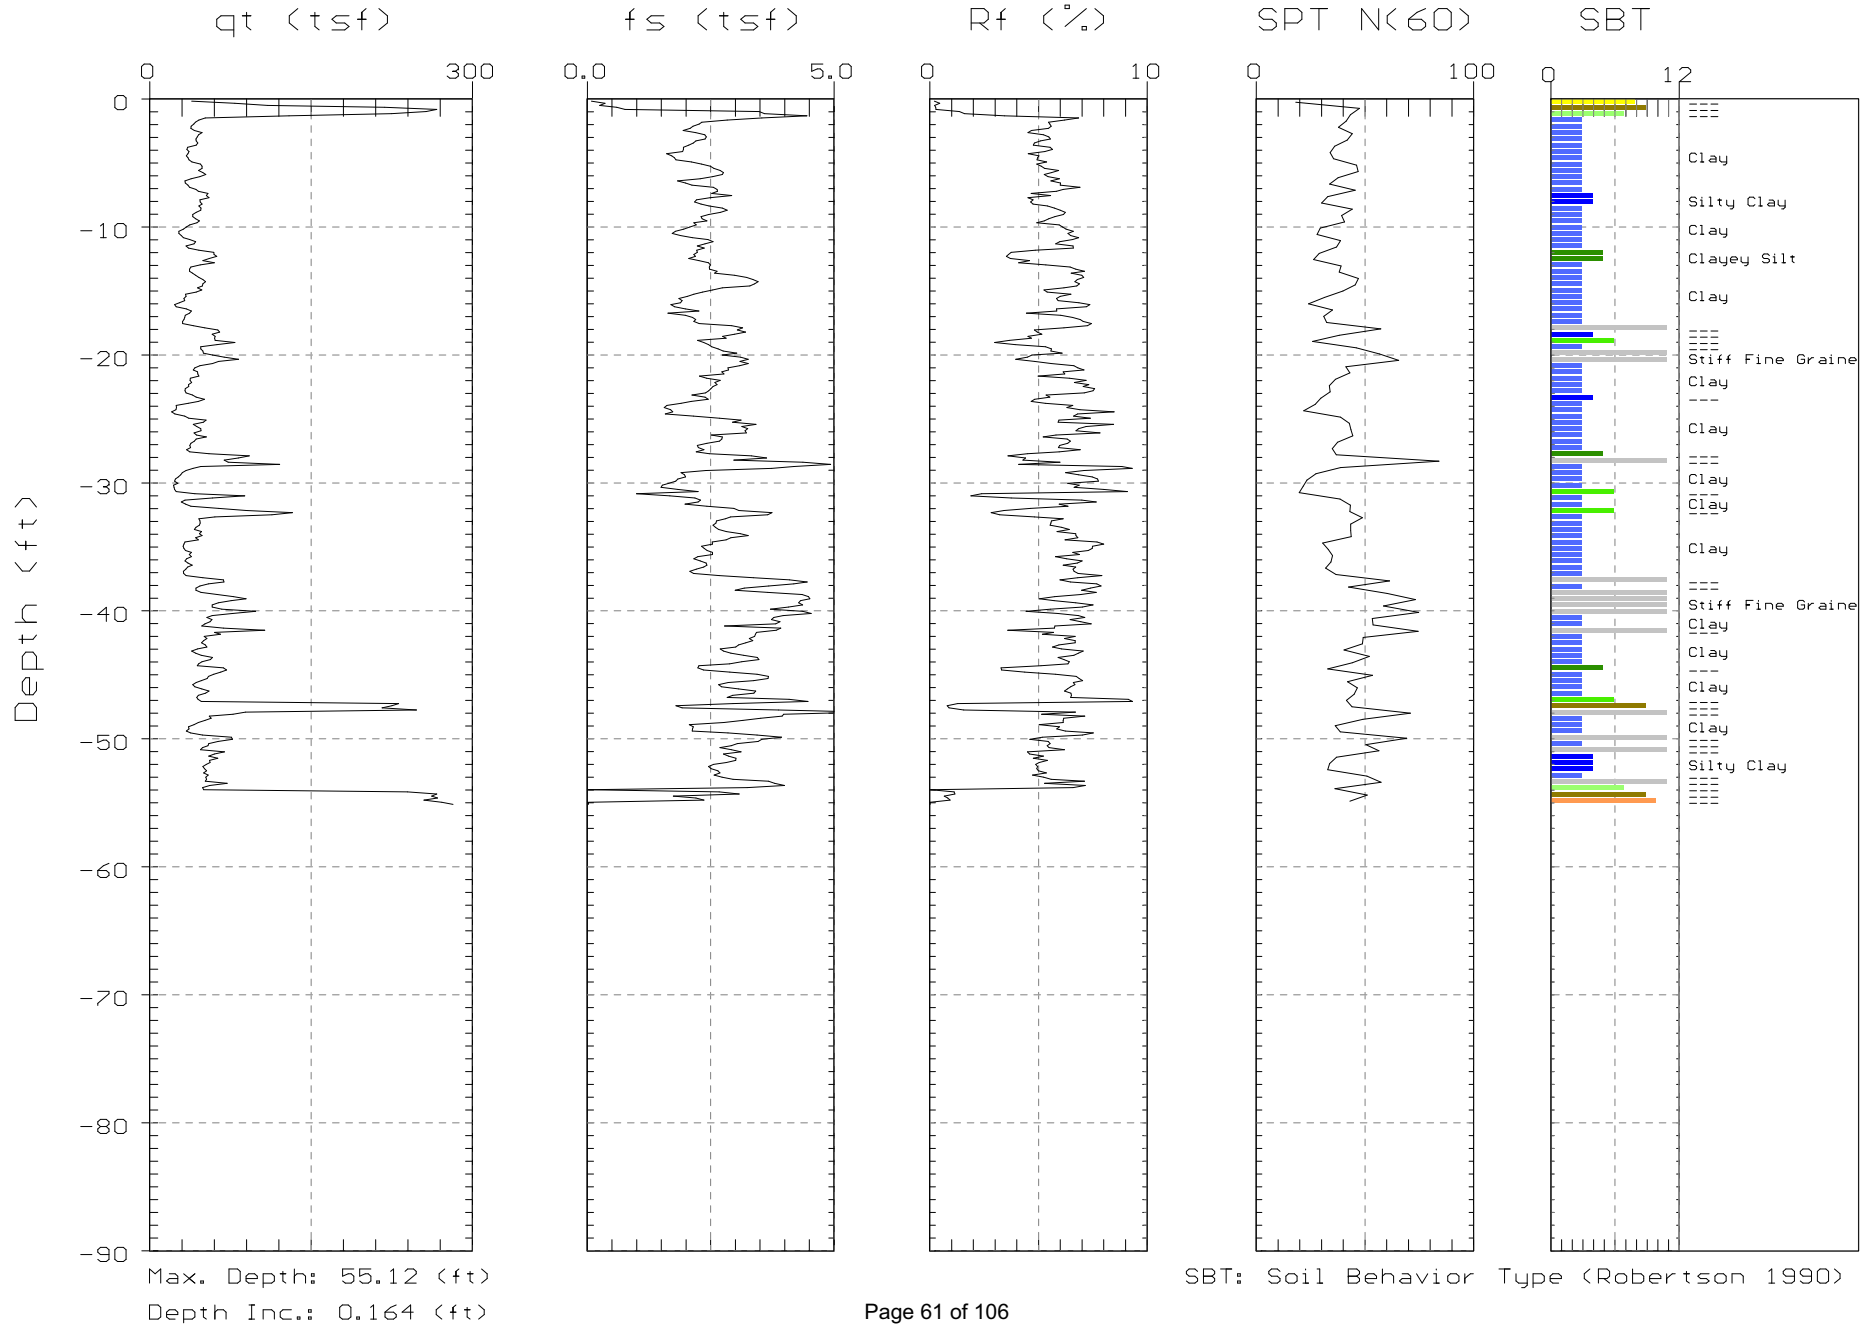 qt (tsf) fs (tsf) Rf (%) SPT N(60) SBT
0 300 0.0 5.0 0 10 0 100 0 12
0
===
===
Clay
Silty Clay
-10
Clay
Clayey Silt
Clay
===
===
-20
Stiff Fine Graine
Clay
---
Clay
===
-30
Clay
---
Clay
---
Clay
===
Stiff Fine Graine
-40
Clay
---
Clay
---
Clay
===
===
Clay
-50
===
===
Silty Clay
===
===
===
Depth (ft)
-60
-70
-80
-90
Max. Depth: 55.12 (ft)
SBT: Soil Behavior Type (Robertson 1990)
Depth Inc.: 0.164 (ft)
Page 61 of 106